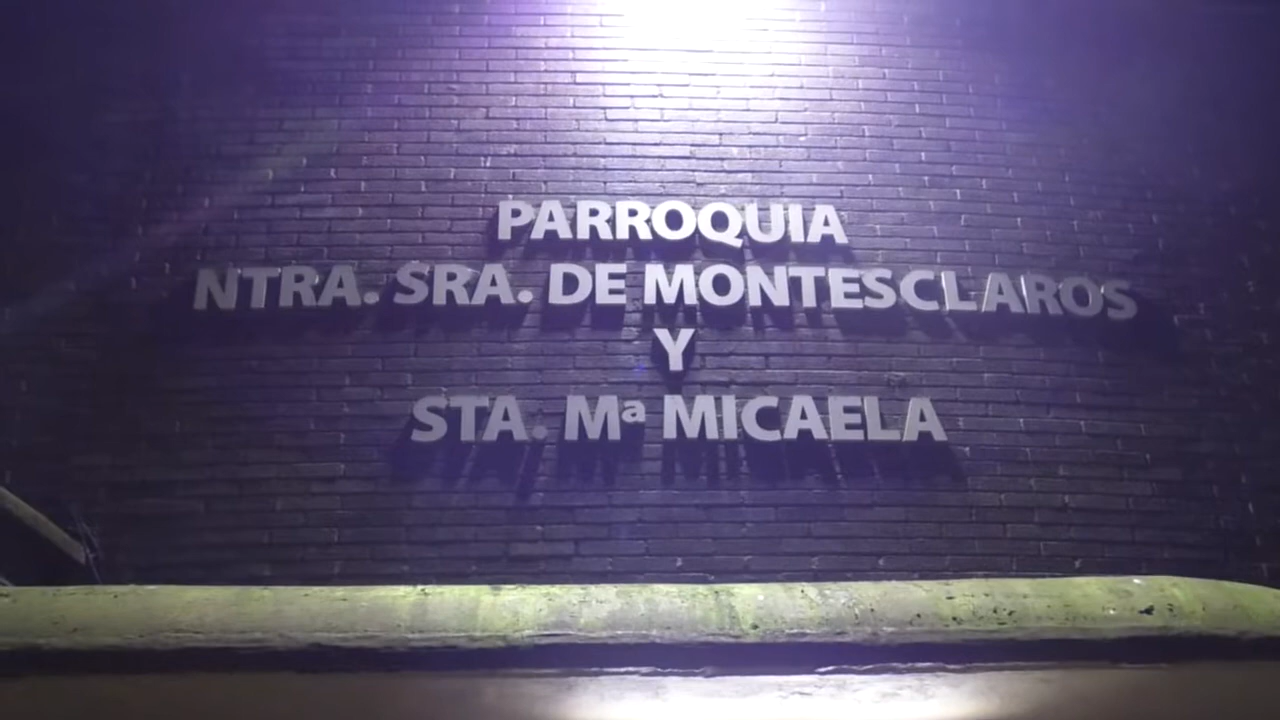 PARROQUIA
NTRA. SRA. DE MONTESCLAROS
Y
STA. Mª MICAELA